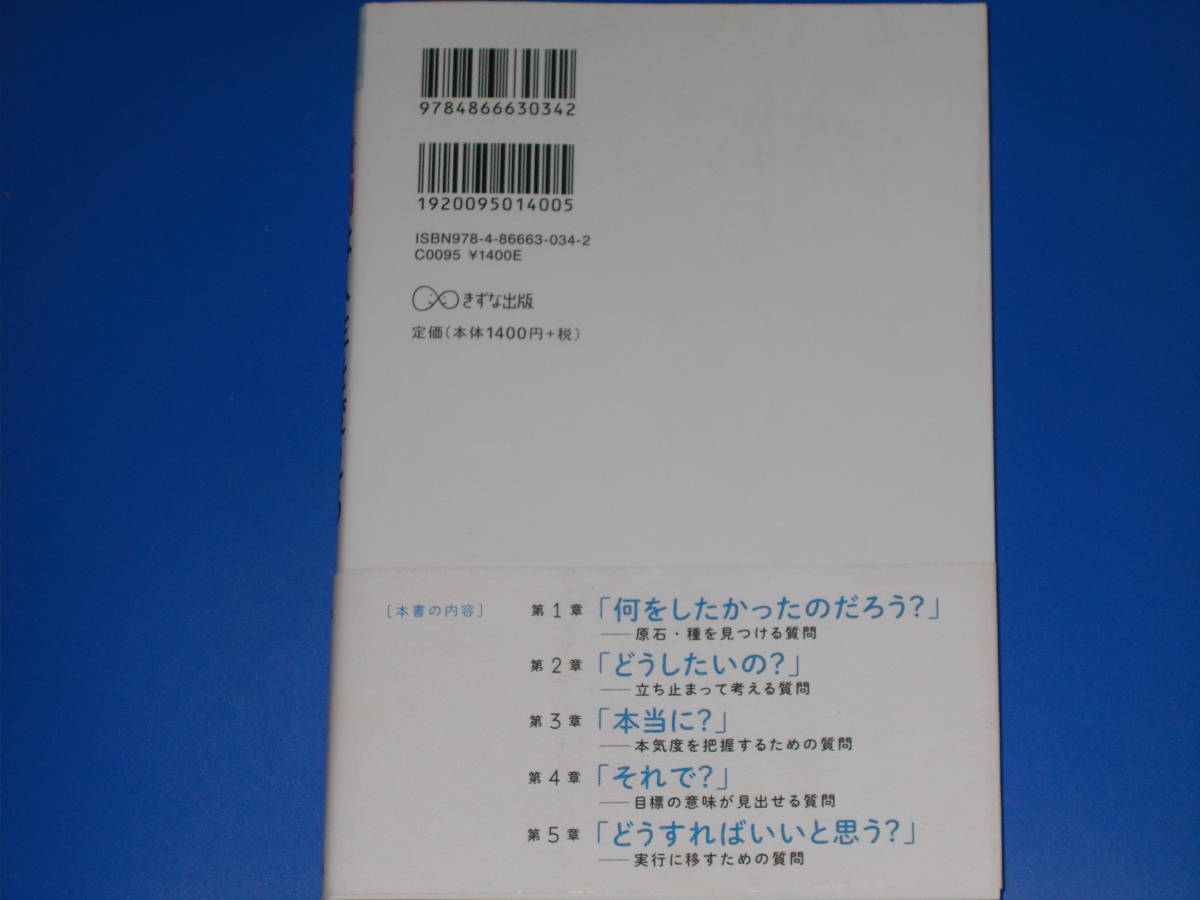 9784866630342
1920095014005
ISBN978-4-86663-034-2
C0095 ¥1400E
きずな出版
定価(本体1400円+税)
[本書の内容]
第1章 「何をしたかったのだろう?」
──原石・種を見つける質問
第2章 「どうしたいの?」
──立ち止まって考える質問
第3章 「本当に?」
──本気度を把握するための質問
第4章 「それで?」
──目標の意味が見出せる質問
第5章 「どうすればいいと思う?」
──実行に移すための質問